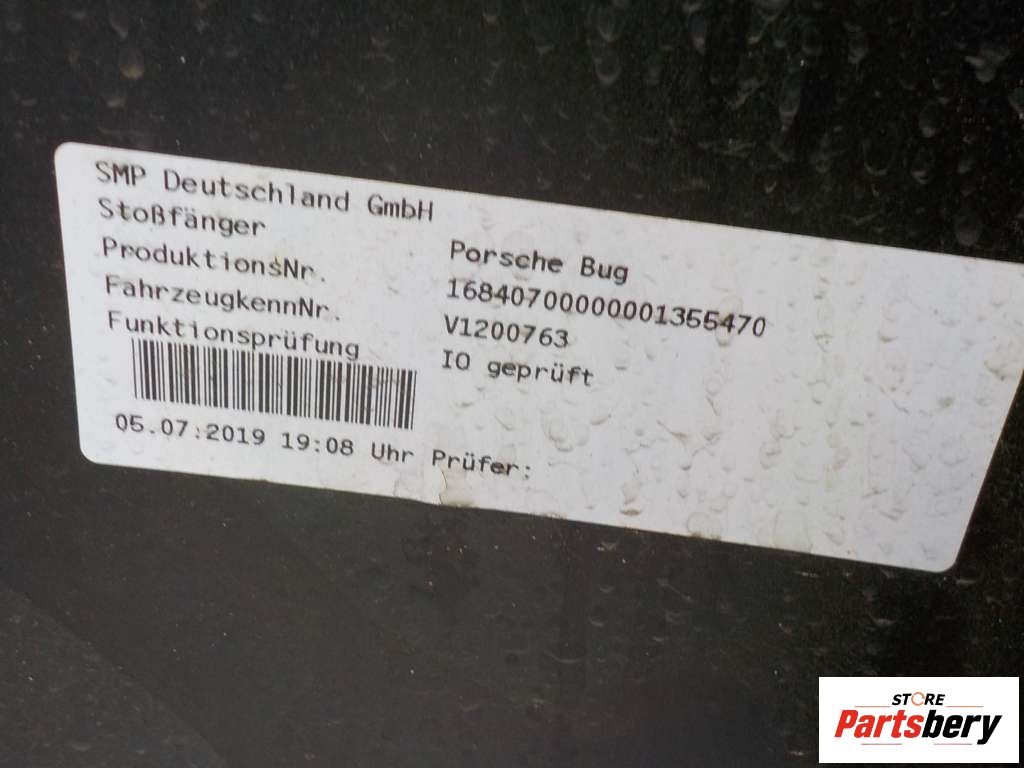 SMP Deutschland GmbH
Stoßfänger Porsche Bug
ProduktionsNr. 16840700000001355470
FahrzeugkennNr. V1200763
Funktionsprüfung IO geprüft
05.07.2019 19:08 Uhr Prüfer:
STORE
Partsbery